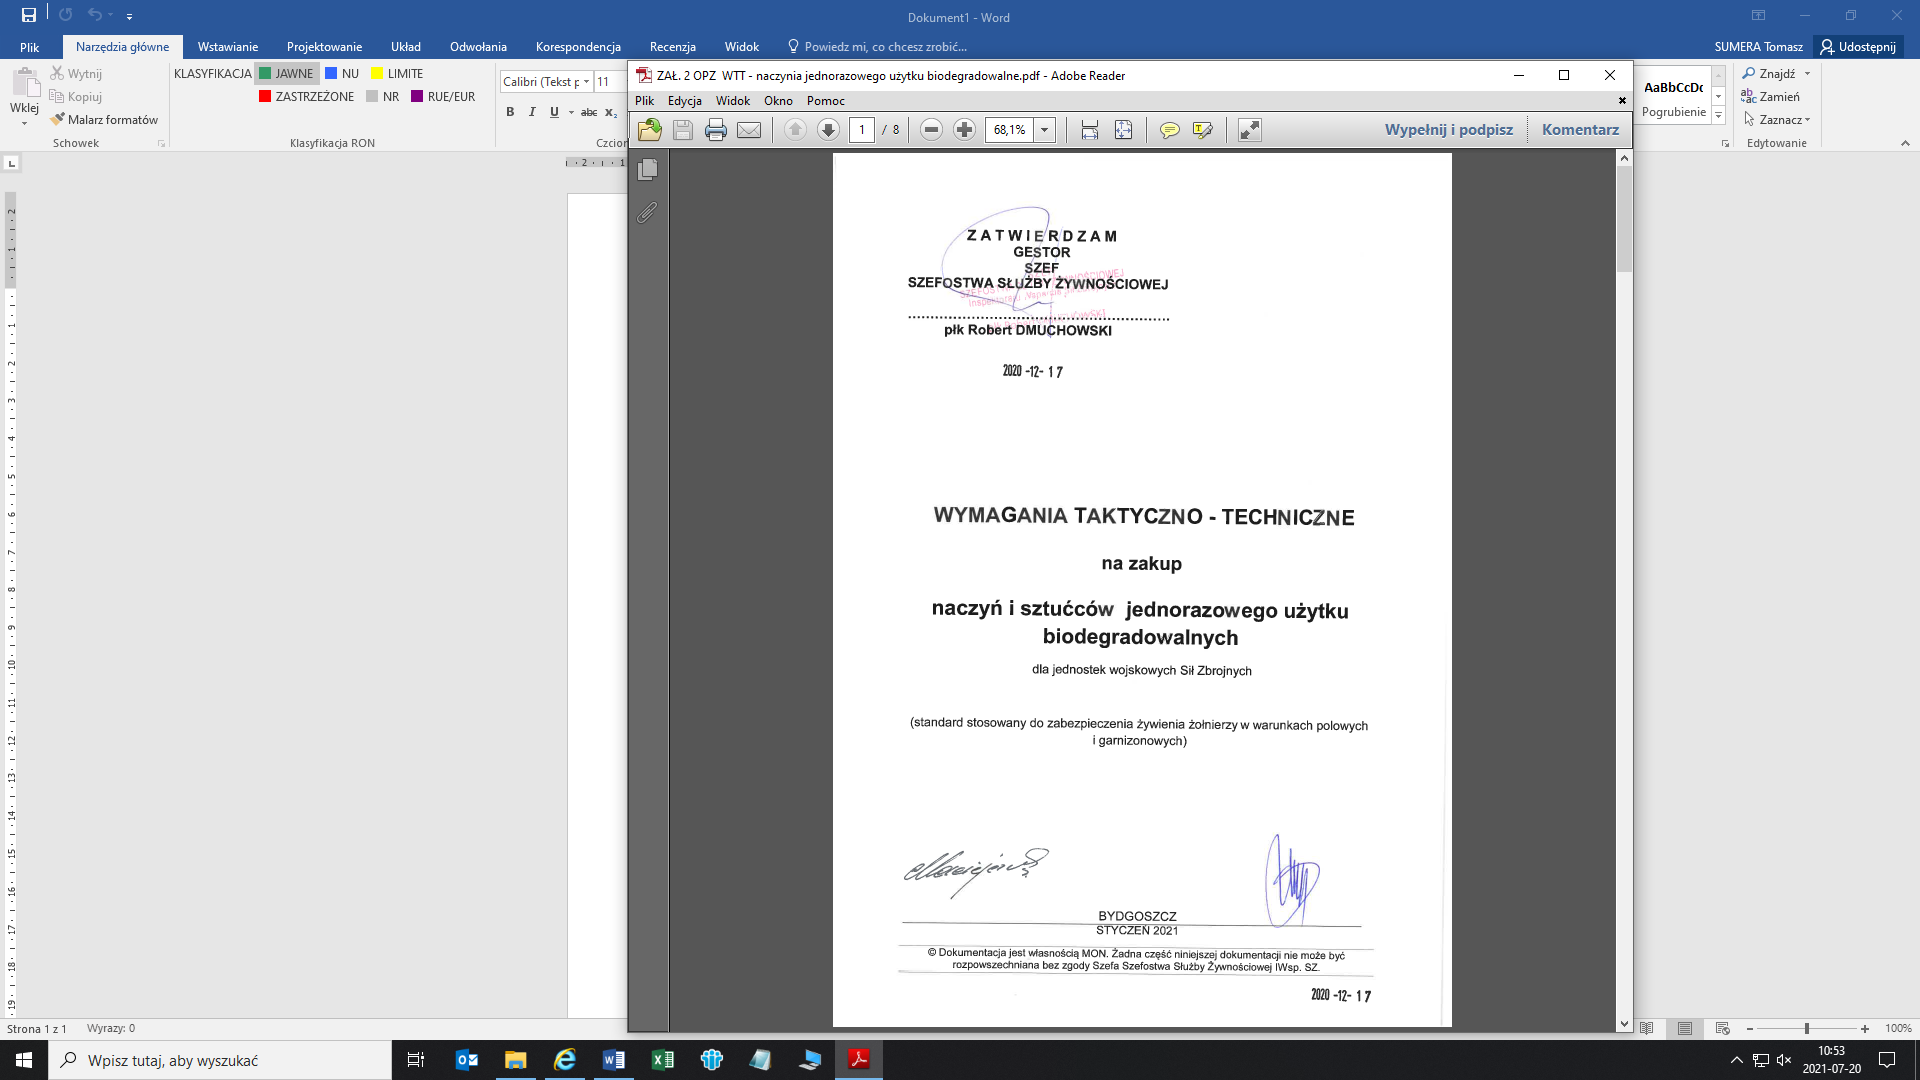 Dokument1 - Word
Plik
Narzędzia główne
Wstawianie
Projektowanie
Układ
Odwołania
Korespondencja
Recenzja
Widok
Powiedz mi, co chcesz zrobić...
SUMERA Tomasz
Udostępnij
Wklej
Wytnij
Kopiuj
Malarz formatów
Schowek
KLASYFIKACJA
JAWNE
NU
LIMITE
ZASTRZEŻONE
NR
RUE/EUR
Klasyfikacja RON
Calibri (Tekst p
11
B I U abc x₂
Czcion
AaBbCcDc
Pogrubienie
Znajdź
Zamień
Zaznacz
Edytowanie
ZAŁ. 2 OPZ WTT - naczynia jednorazowego użytku biodegradowalne.pdf - Adobe Reader
Plik Edycja Widok Okno Pomoc
1 / 8
68,1%
Wypełnij i podpisz
Komentarz
Z A T W I E R D Z A M
GESTOR
SZEF
SZEFOSTWA SŁUŻBY ŻYWNOŚCIOWEJ
płk Robert DMUCHOWSKI
2020 -12- 17
WYMAGANIA TAKTYCZNO - TECHNICZNE
na zakup
naczyń i sztućców jednorazowego użytku
biodegradowalnych
dla jednostek wojskowych Sił Zbrojnych
(standard stosowany do zabezpieczenia żywienia żołnierzy w warunkach polowych
i garnizonowych)
BYDGOSZCZ
STYCZEŃ 2021
© Dokumentacja jest własnością MON. Żadna część niniejszej dokumentacji nie może być
rozpowszechniana bez zgody Szefa Szefostwa Służby Żywnościowej IWsp. SZ.
2020 -12- 17
Strona 1 z 1
Wyrazy: 0
100%
Wpisz tutaj, aby wyszukać
10:53
2021-07-20